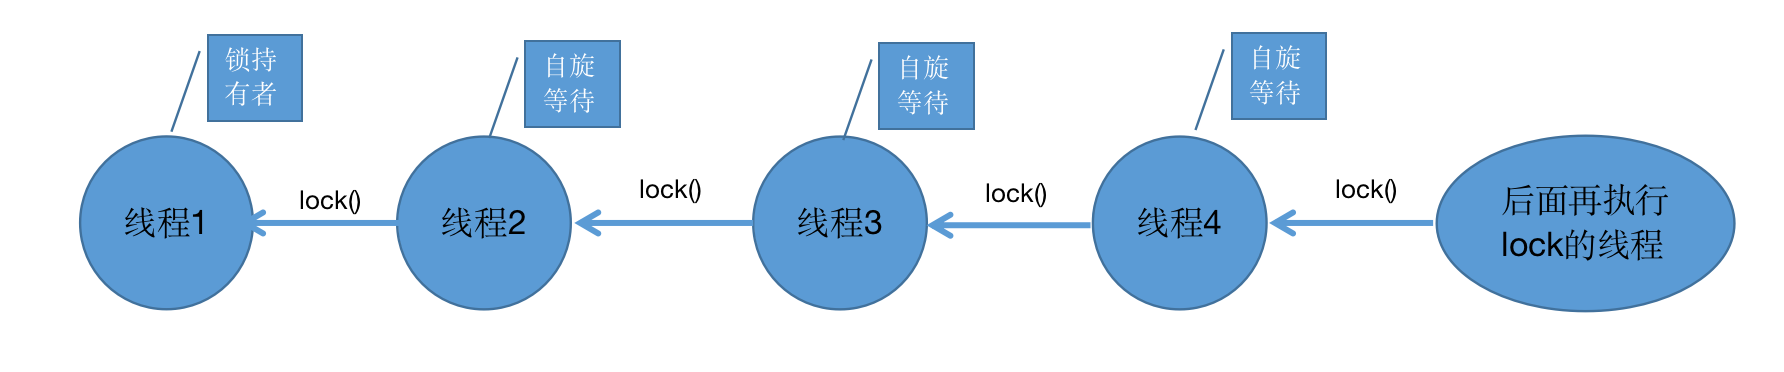 锁持
有者
自旋
等待
自旋
等待
自旋
等待
线程1
lock()
线程2
lock()
线程3
lock()
线程4
lock()
后面再执行
lock的线程